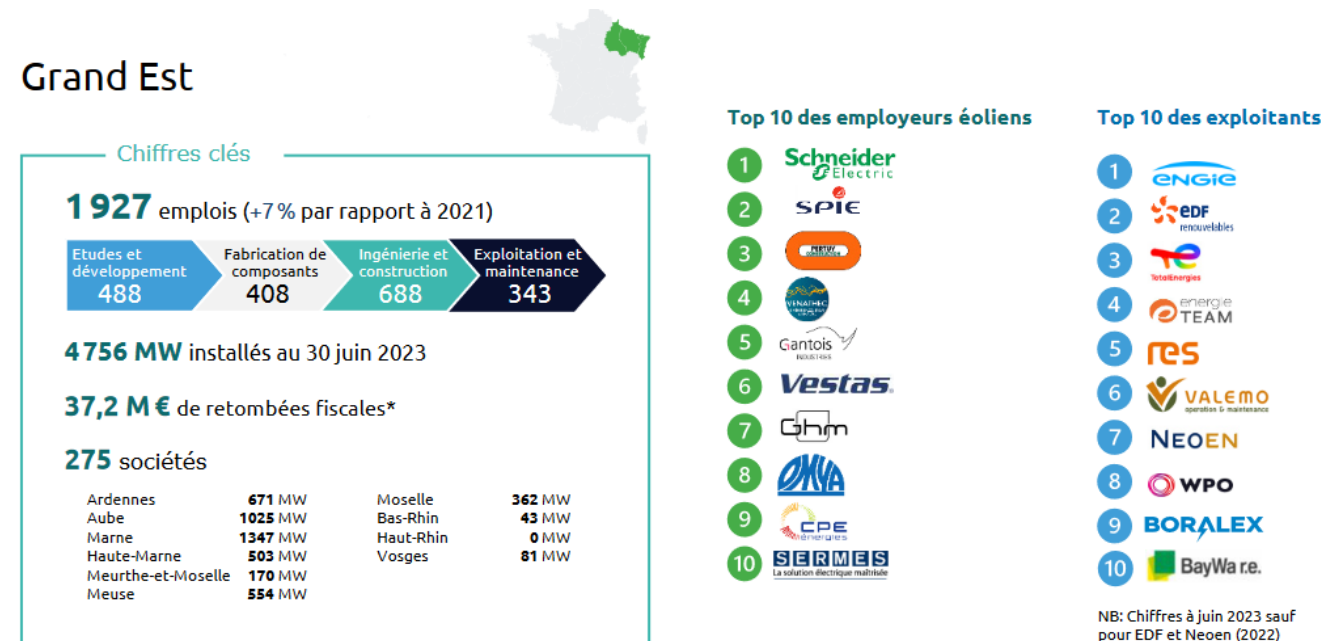 Grand Est
Chiffres clés
1 927 emplois (+7 % par rapport à 2021)
Etudes et développement
488
Fabrication de composants
408
Ingénierie et construction
688
Exploitation et maintenance
343
4 756 MW installés au 30 juin 2023
37,2 M € de retombées fiscales*
275 sociétés
Ardennes 671 MW
Aube 1025 MW
Marne 1347 MW
Haute-Marne 503 MW
Meurthe-et-Moselle 170 MW
Meuse 554 MW
Moselle 362 MW
Bas-Rhin 43 MW
Haut-Rhin 0 MW
Vosges 81 MW
Top 10 des employeurs éoliens
1 Schneider
Electric
2 SPIE
3 PERTUY
CONSTRUCTION
4 VENATHEC
5 Gantois
INDUSTRIES
6 Vestas
7 Ghm
8 OMYA
9 CPE
énergies
10 SERMES
La solution électrique maîtrisée
Top 10 des exploitants
1 ENGIE
2 eDF
renouvelables
3 TotalEnergies
4 energie
TEAM
5 res
6 VALEMO
operation & maintenance
7 NEOEN
8 WPO
9 BORALEX
10 BayWa r.e.
NB: Chiffres à juin 2023 sauf
pour EDF et Neoen (2022)